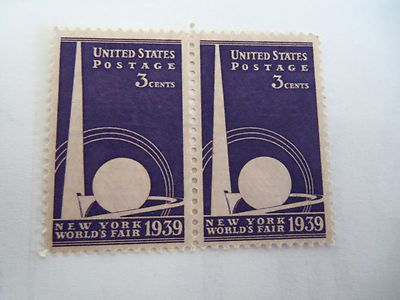 UNITED STATES
POSTAGE
3 CENTS
NEW YORK
WORLD'S FAIR 1939
UNITED STATES
POSTAGE
3 CENTS
NEW YORK
WORLD'S FAIR 1939